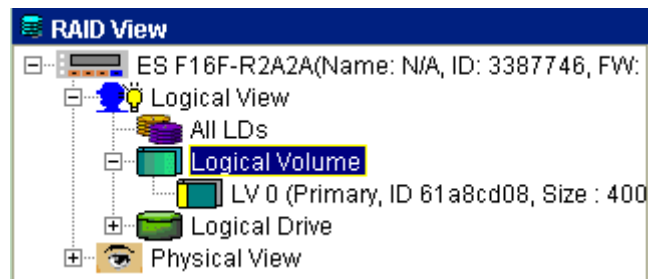 RAID View
ES F16F-R2A2A(Name: N/A, ID: 3387746, FW:
Logical View
All LDs
Logical Volume
LV 0 (Primary, ID 61a8cd08, Size : 400
Logical Drive
Physical View